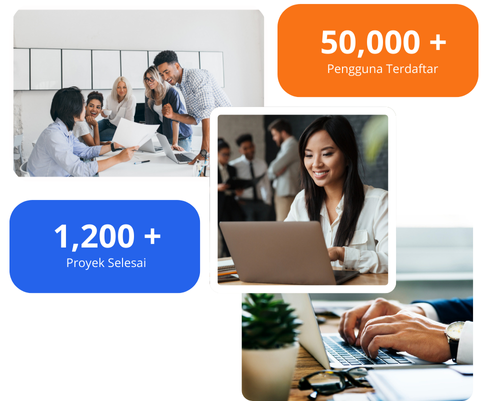 50,000 +
Pengguna Terdaftar
1,200 +
Proyek Selesai